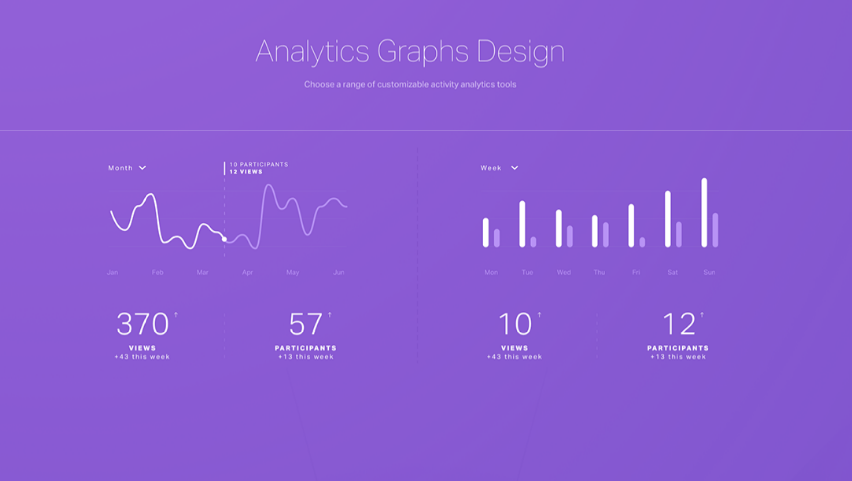 Analytics Graphs Design
Choose a range of customizable activity analytics tools
Month
10 PARTICIPANTS
12 VIEWS
Jan Feb Mar Apr May Jun
370 ↑
VIEWS
+43 this week
57 ↑
PARTICIPANTS
+13 this week
Week
Mon Tue Wed Thu Fri Sat Sun
10 ↑
VIEWS
+43 this week
12 ↑
PARTICIPANTS
+13 this week